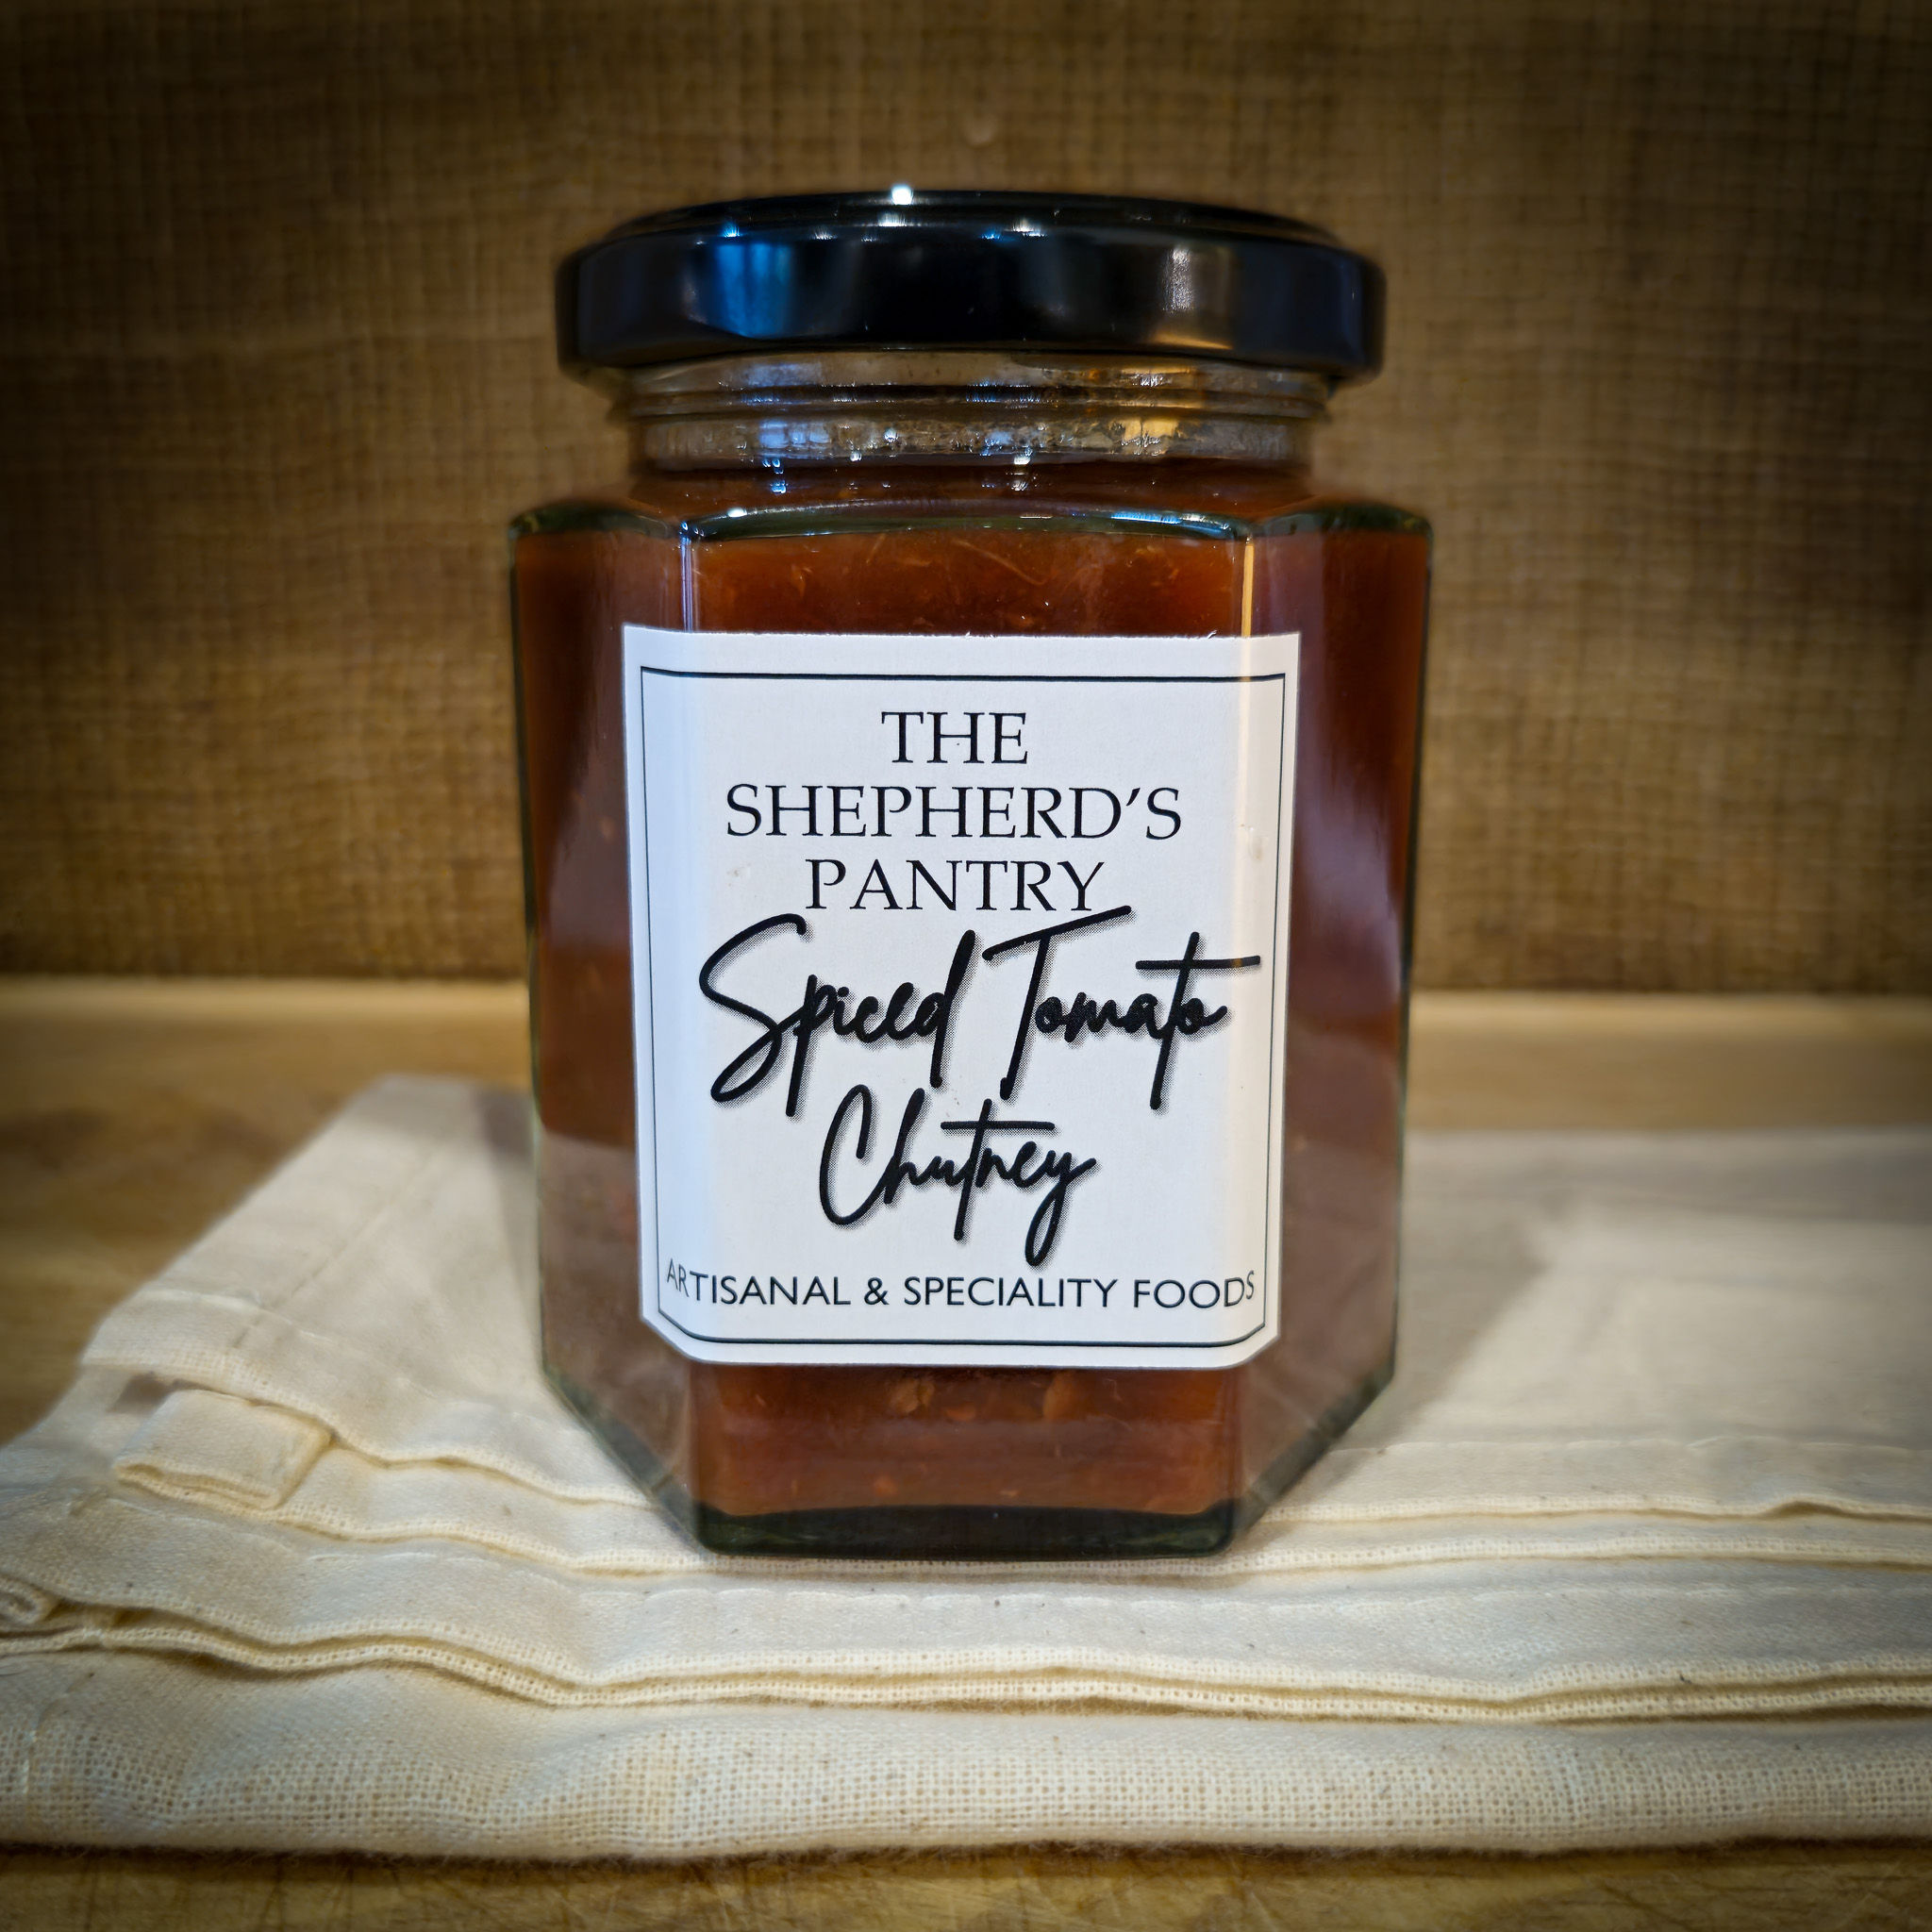 THE
SHEPHERD'S
PANTRY
Spiced Tomato
Chutney
ARTISANAL & SPECIALITY FOODS